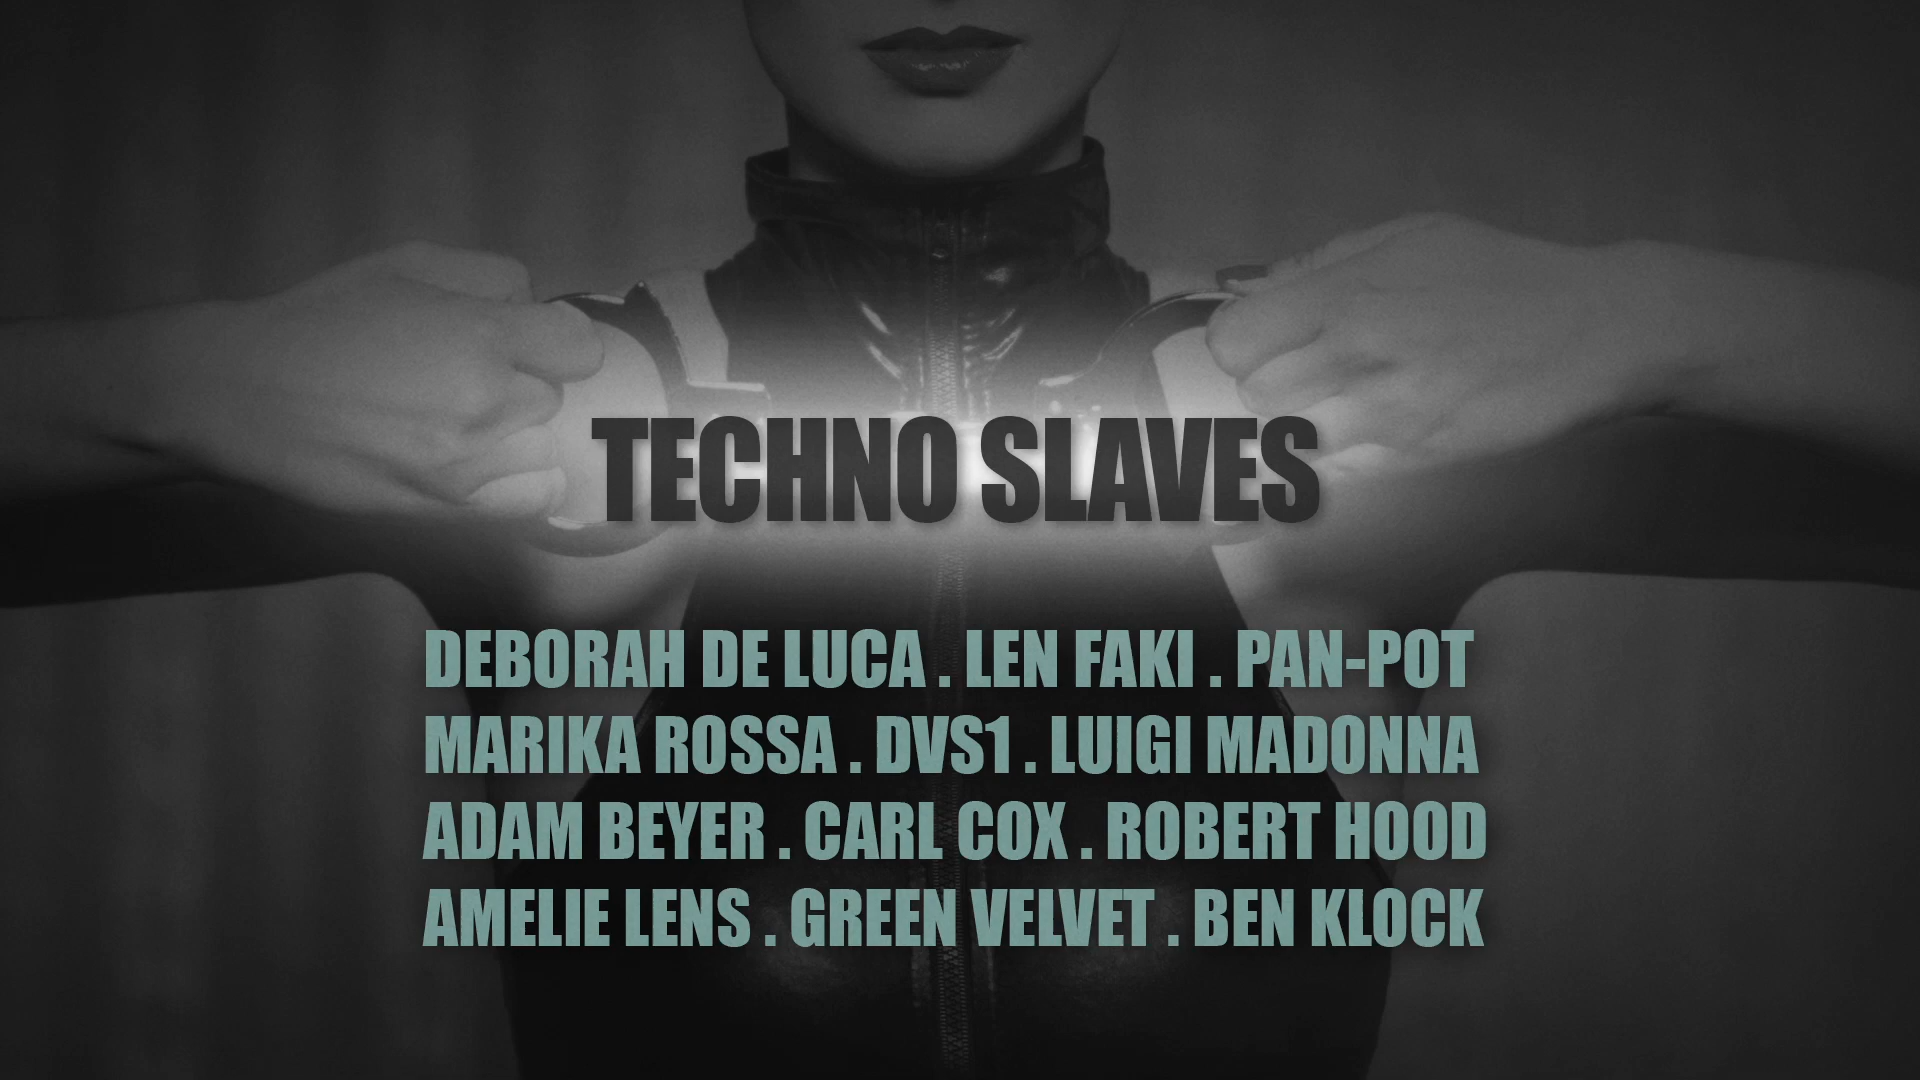 TECHNO SLAVES
DEBORAH DE LUCA . LEN FAKI . PAN-POT
MARIKA ROSSA . DVS1 . LUIGI MADONNA
ADAM BEYER . CARL COX . ROBERT HOOD
AMELIE LENS . GREEN VELVET . BEN KLOCK